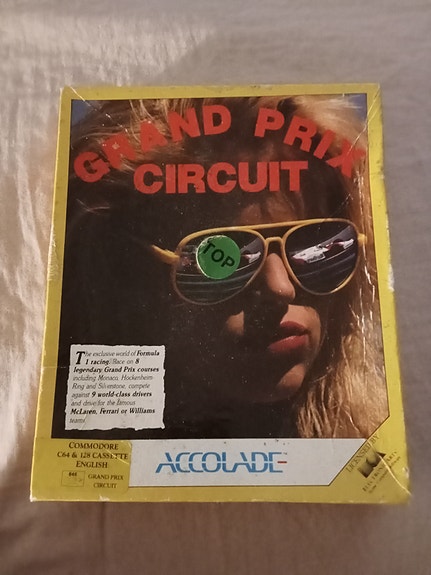 GRAND PRIX
CIRCUIT
TOP
The exclusive world of Formula
1 racing! Race on 8
legendary Grand Prix courses
including Monaco, Hockenheim-
Ring and Silverstone, compete
against 9 world-class drivers
and drive for the famous
McLaren, Ferrari or Williams
teams!
COMMODORE
C64 & 128 CASSETTE
ENGLISH
GRAND PRIX
CIRCUIT
ACCOLADE
LICENSED BY